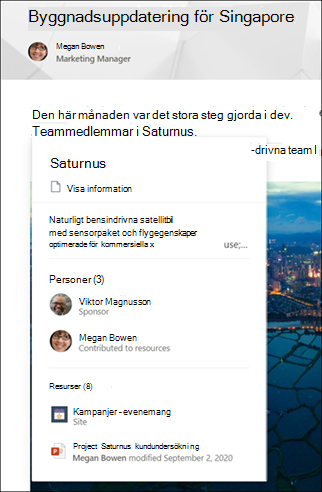 Byggnadsuppdatering för Singapore
Megan Bowen
Marketing Manager
Den här månaden var det stora steg gjorda i dev.
Teammedlemmar i Saturnus.
-drivna team I
Saturnus
Visa information
Naturligt bensindrivna satellitbil
med sensorpaket och flygegenskaper
optimerade för kommersiella x
use;...
Personer (3)
Viktor Magnusson
Sponsor
Megan Bowen
Contributed to resources
Resurser (8)
Kampanjer -evenemang
Site
Project Saturnus kundundersökning
Megan Bowen modified September 2, 2020